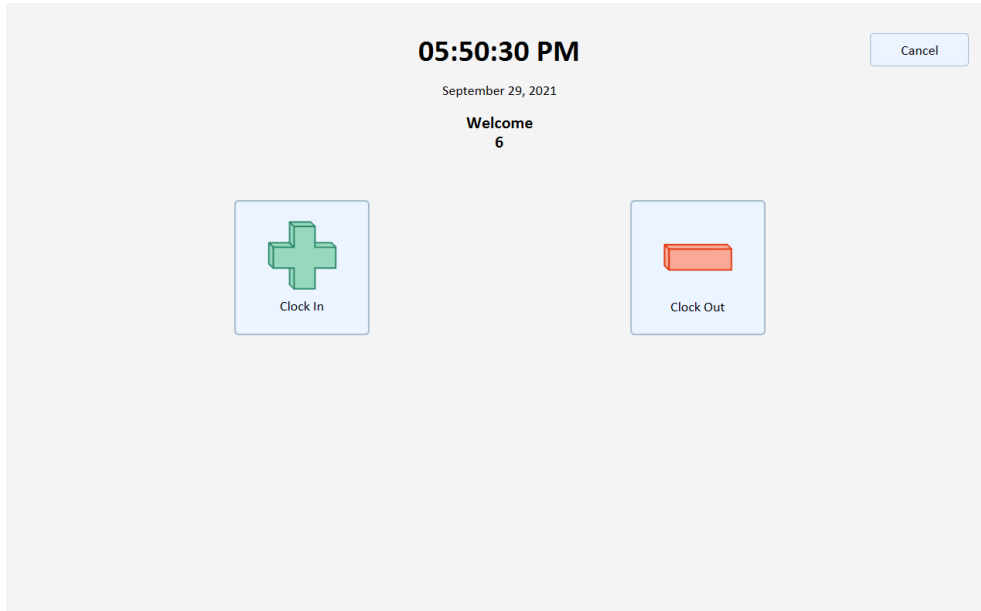 05:50:30 PM
Cancel
September 29, 2021
Welcome
6
Clock In
Clock Out